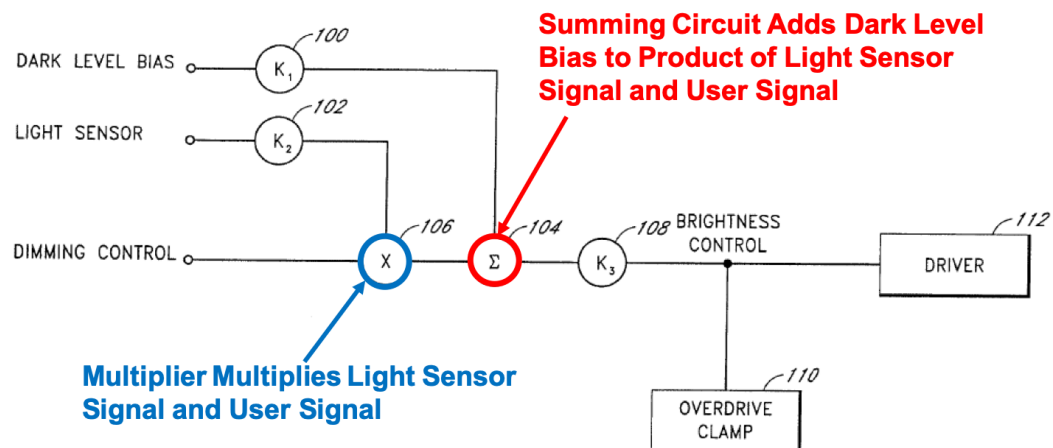 Summing Circuit Adds Dark Level
Bias to Product of Light Sensor
Signal and User Signal
100
DARK LEVEL BIAS
K1
102
LIGHT SENSOR
K2
106
104
108
BRIGHTNESS
CONTROL
112
DIMMING CONTROL
X
Σ
K3
DRIVER
Multiplier Multiplies Light Sensor
Signal and User Signal
110
OVERDRIVE
CLAMP